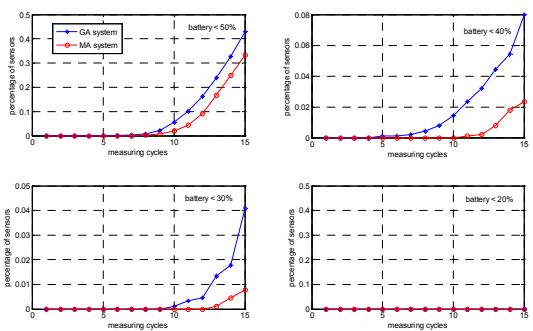 0.5
0.4
0.3
0.2
0.1
0
0
5
10
15
percentage of sensors
measuring cycles
battery < 50%
GA system
MA system
0.08
0.06
0.04
0.02
0
0
5
10
15
percentage of sensors
measuring cycles
battery < 40%
0.05
0.04
0.03
0.02
0.01
0
0
5
10
15
percentage of sensors
measuring cycles
battery < 30%
0.5
0.4
0.3
0.2
0.1
0
0
5
10
15
percentage of sensors
measuring cycles
battery < 20%